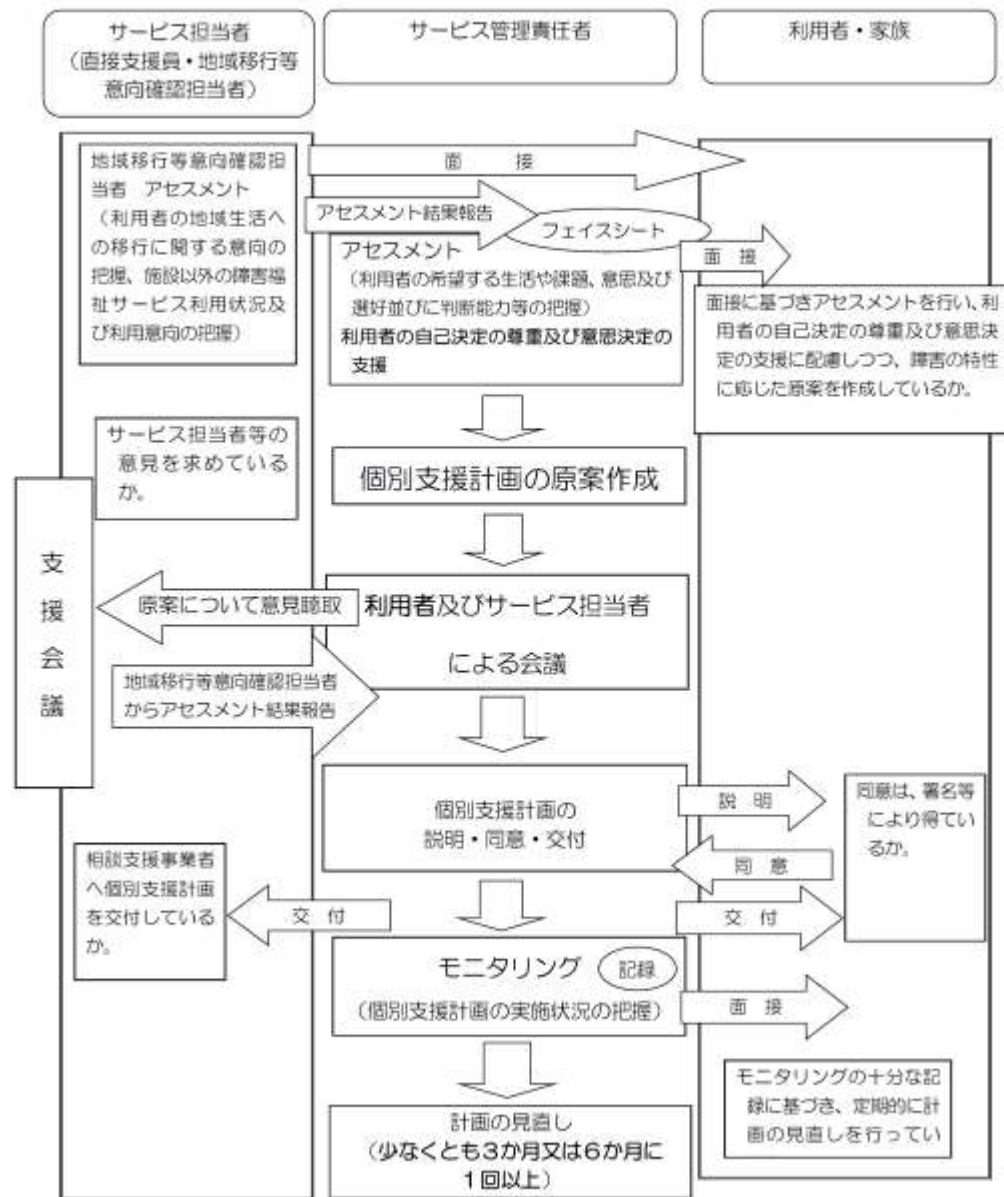 サービス担当者
（直接支援員・地域移行等
意向確認担当者）
サービス管理責任者
利用者・家族
地域移行等意向確認担
当者　アセスメント
（利用者の地域生活へ
の移行に関する意向の
把握、施設以外の障害福
祉サービス利用状況及
び利用意向の把握）
面　接
アセスメント結果報告
フェイスシート
アセスメント
（利用者の希望する生活や課題、意思及び
選好並びに判断能力等の把握）
利用者の自己決定の尊重及び意思決定の
支援
面　接
面接に基づきアセスメントを行い、利
用者の自己決定の尊重及び意思決
定の支援に配慮しつつ、障害の特性
に応じた原案を作成しているか。
サービス担当者等の
意見を求めている
か。
個別支援計画の原案作成
支援会議
原案について意見聴取
利用者及びサービス担当者
による会議
地域移行等意向確認担当者
からアセスメント結果報告
個別支援計画の
説明・同意・交付
説　明
同　意
交　付
同意は、署名等
により得てい
るか。
相談支援事業者
へ個別支援計画
を交付している
か。
交　付
モニタリング
記録
（個別支援計画の実施状況の把握）
面　接
モニタリングの十分な記
録に基づき、定期的に計
画の見直しを行ってい
計画の見直し
（少なくとも３か月又は６か月に
１回以上）